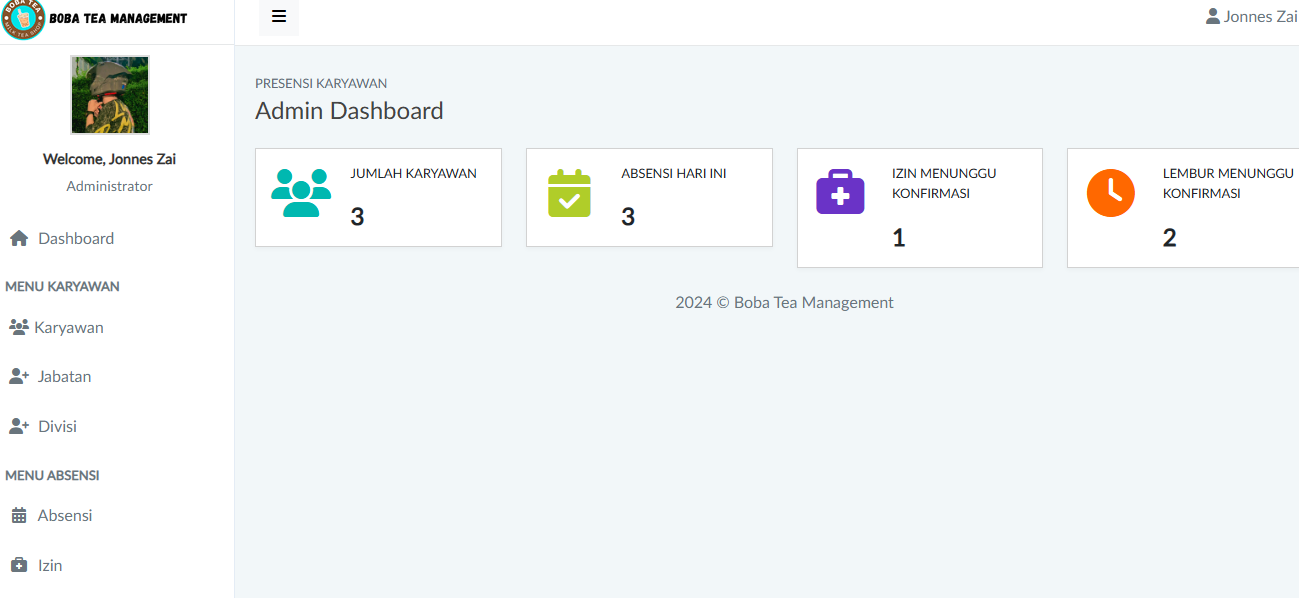 BOBA TEA
MILK TEA SHOP
BOBA TEA MANAGEMENT
Jonnes Zai
Welcome, Jonnes Zai
Administrator
Dashboard
MENU KARYAWAN
Karyawan
Jabatan
Divisi
MENU ABSENSI
Absensi
Izin
PRESENSI KARYAWAN
Admin Dashboard
JUMLAH KARYAWAN
3
ABSENSI HARI INI
3
IZIN MENUNGGU
KONFIRMASI
1
LEMBUR MENUNGGU
KONFIRMASI
2
2024 © Boba Tea Management